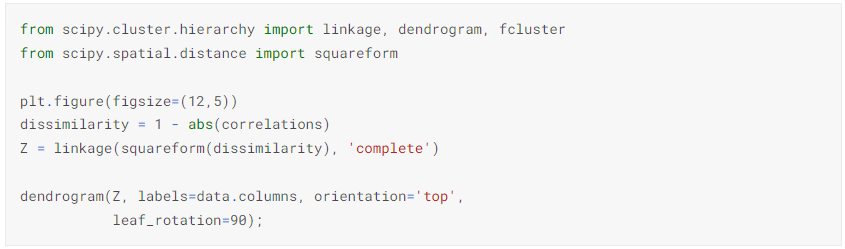 from scipy.cluster.hierarchy import linkage, dendrogram, fcluster
from scipy.spatial.distance import squareform

plt.figure(figsize=(12,5))
dissimilarity = 1 - abs(correlations)
Z = linkage(squareform(dissimilarity), 'complete')

dendrogram(Z, labels=data.columns, orientation='top',
           leaf_rotation=90);